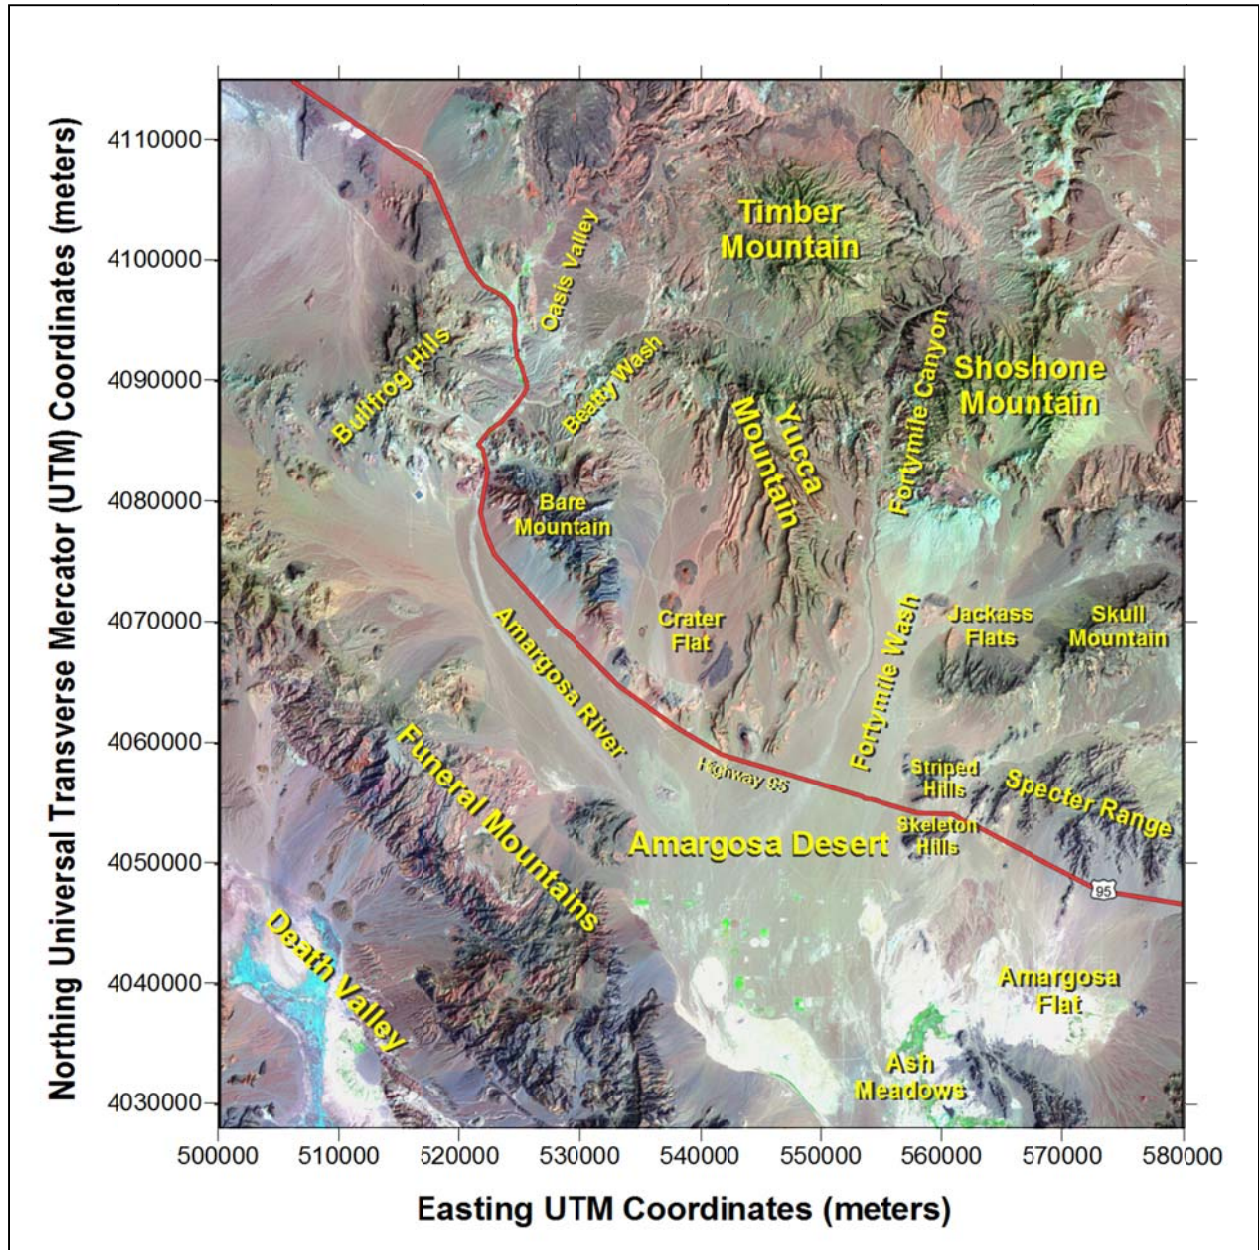 Northing Universal Transverse Mercator (UTM) Coordinates (meters)
4110000
4100000
4090000
4080000
4070000
4060000
4050000
4040000
4030000
Timber
Mountain
Oasis Valley
Bullfrog Hills
Beatty Wash
Fortymile Canyon
Shoshone
Mountain
Yucca
Mountain
Bare
Mountain
Amargosa River
Crater
Flat
Fortymile Wash
Jackass
Flats
Skull
Mountain
Funeral Mountains
Highway 95
Striped
Hills
Specter Range
Skeleton
Hills
Amargosa Desert
95
Death Valley
Amargosa
Flat
Ash
Meadows
500000 510000 520000 530000 540000 550000 560000 570000 580000
Easting UTM Coordinates (meters)